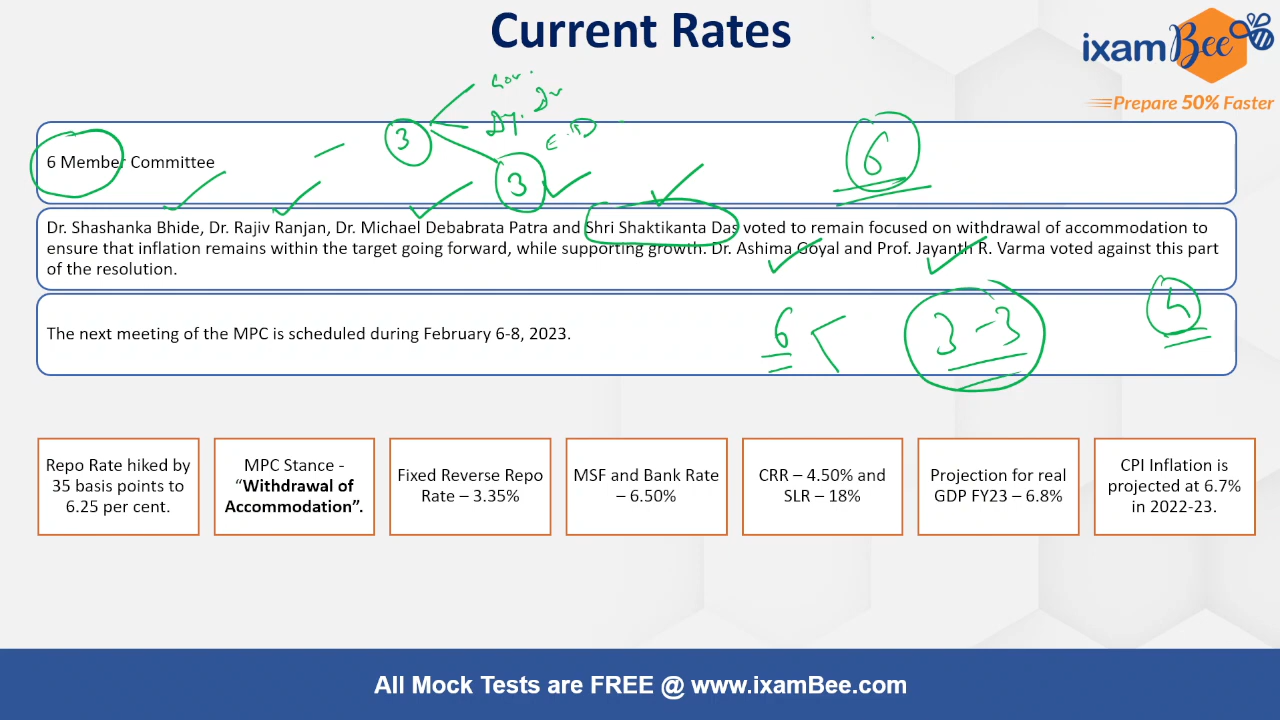 Current Rates
ixamBee
Prepare 50% Faster
Gov.
Dy. Gv
E.D
3
3
6
6 Member Committee
Dr. Shashanka Bhide, Dr. Rajiv Ranjan, Dr. Michael Debabrata Patra and Shri Shaktikanta Das voted to remain focused on withdrawal of accommodation to
ensure that inflation remains within the target going forward, while supporting growth. Dr. Ashima Goyal and Prof. Jayanth R. Varma voted against this part
of the resolution.
The next meeting of the MPC is scheduled during February 6-8, 2023.
6
3 - 3
Repo Rate hiked by
35 basis points to
6.25 per cent.
MPC Stance -
“Withdrawal of
Accommodation”.
Fixed Reverse Repo
Rate – 3.35%
MSF and Bank Rate
– 6.50%
CRR – 4.50% and
SLR – 18%
Projection for real
GDP FY23 – 6.8%
CPI Inflation is
projected at 6.7%
in 2022-23.
All Mock Tests are FREE @ www.ixamBee.com